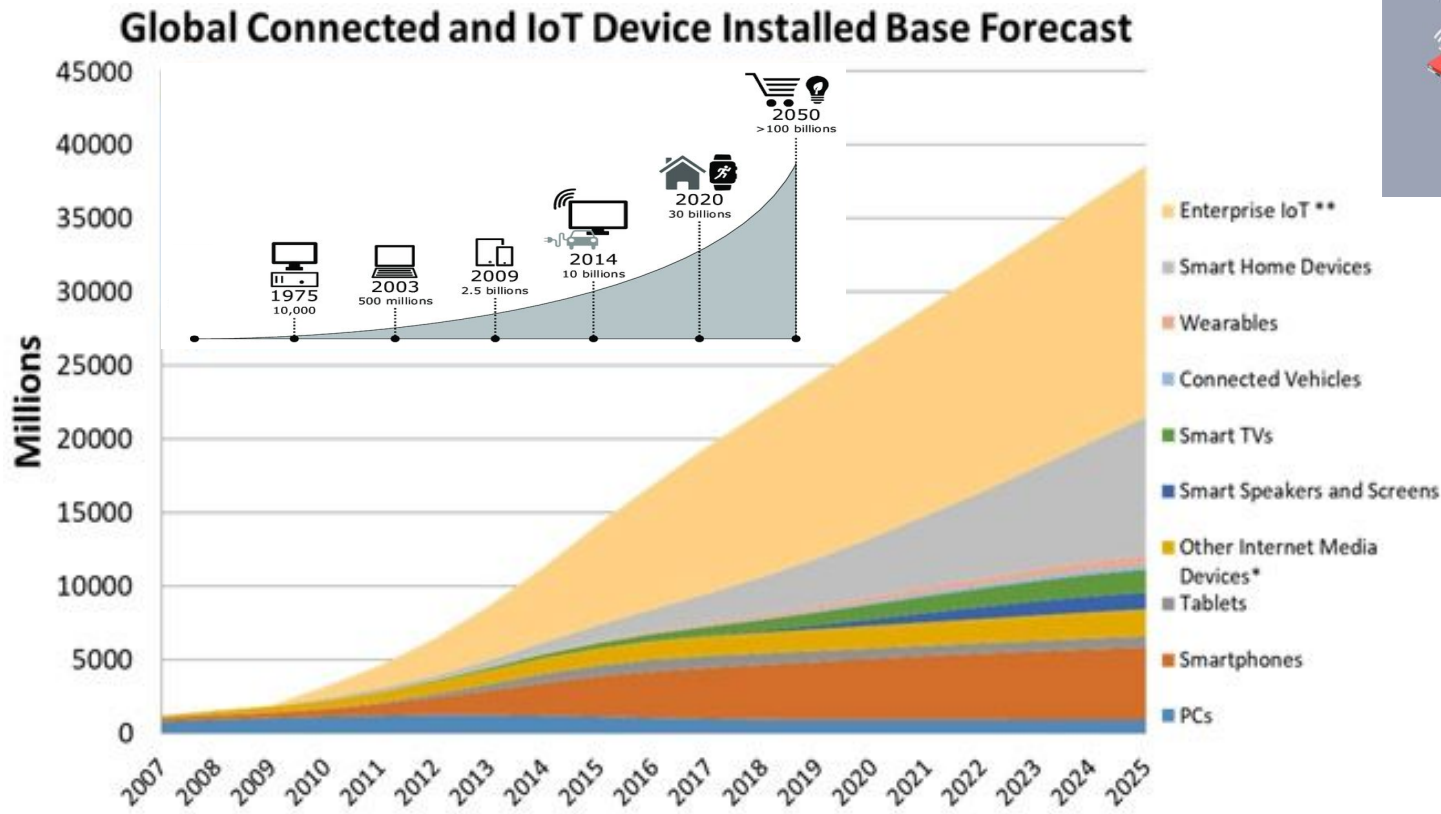 Global Connected and IoT Device Installed Base Forecast
Millions
45000
40000
35000
30000
25000
20000
15000
10000
5000
0
1975
10,000
2003
500 millions
2009
2.5 billions
2014
10 billions
2020
30 billions
2050
>100 billions
2007
2008
2009
2010
2011
2012
2013
2014
2015
2016
2017
2018
2019
2020
2021
2022
2023
2024
2025
Enterprise IoT **
Smart Home Devices
Wearables
Connected Vehicles
Smart TVs
Smart Speakers and Screens
Other Internet Media
Devices*
Tablets
Smartphones
PCs